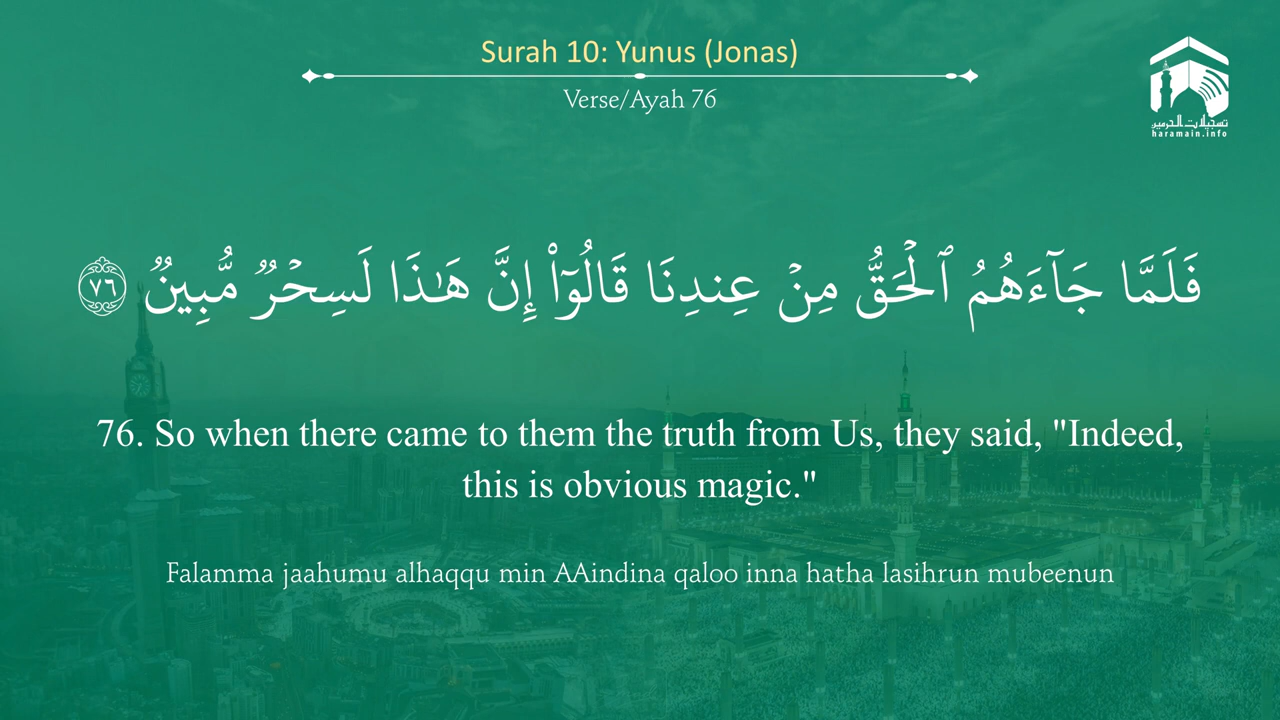 Surah 10: Yunus (Jonas)
Verse/Ayah 76
تسجيلات الحرمين
haramain.info
فَلَمَّا جَآءَهُمُ ٱلْحَقُّ مِنْ عِندِنَا قَالُوٓا۟ إِنَّ هَـٰذَا لَسِحْرٌ مُّبِينٌ ٧٦
76. So when there came to them the truth from Us, they said, "Indeed,
this is obvious magic."
Falamma jaahumu alhaqqu min AAindina qaloo inna hatha lasihrun mubeenun